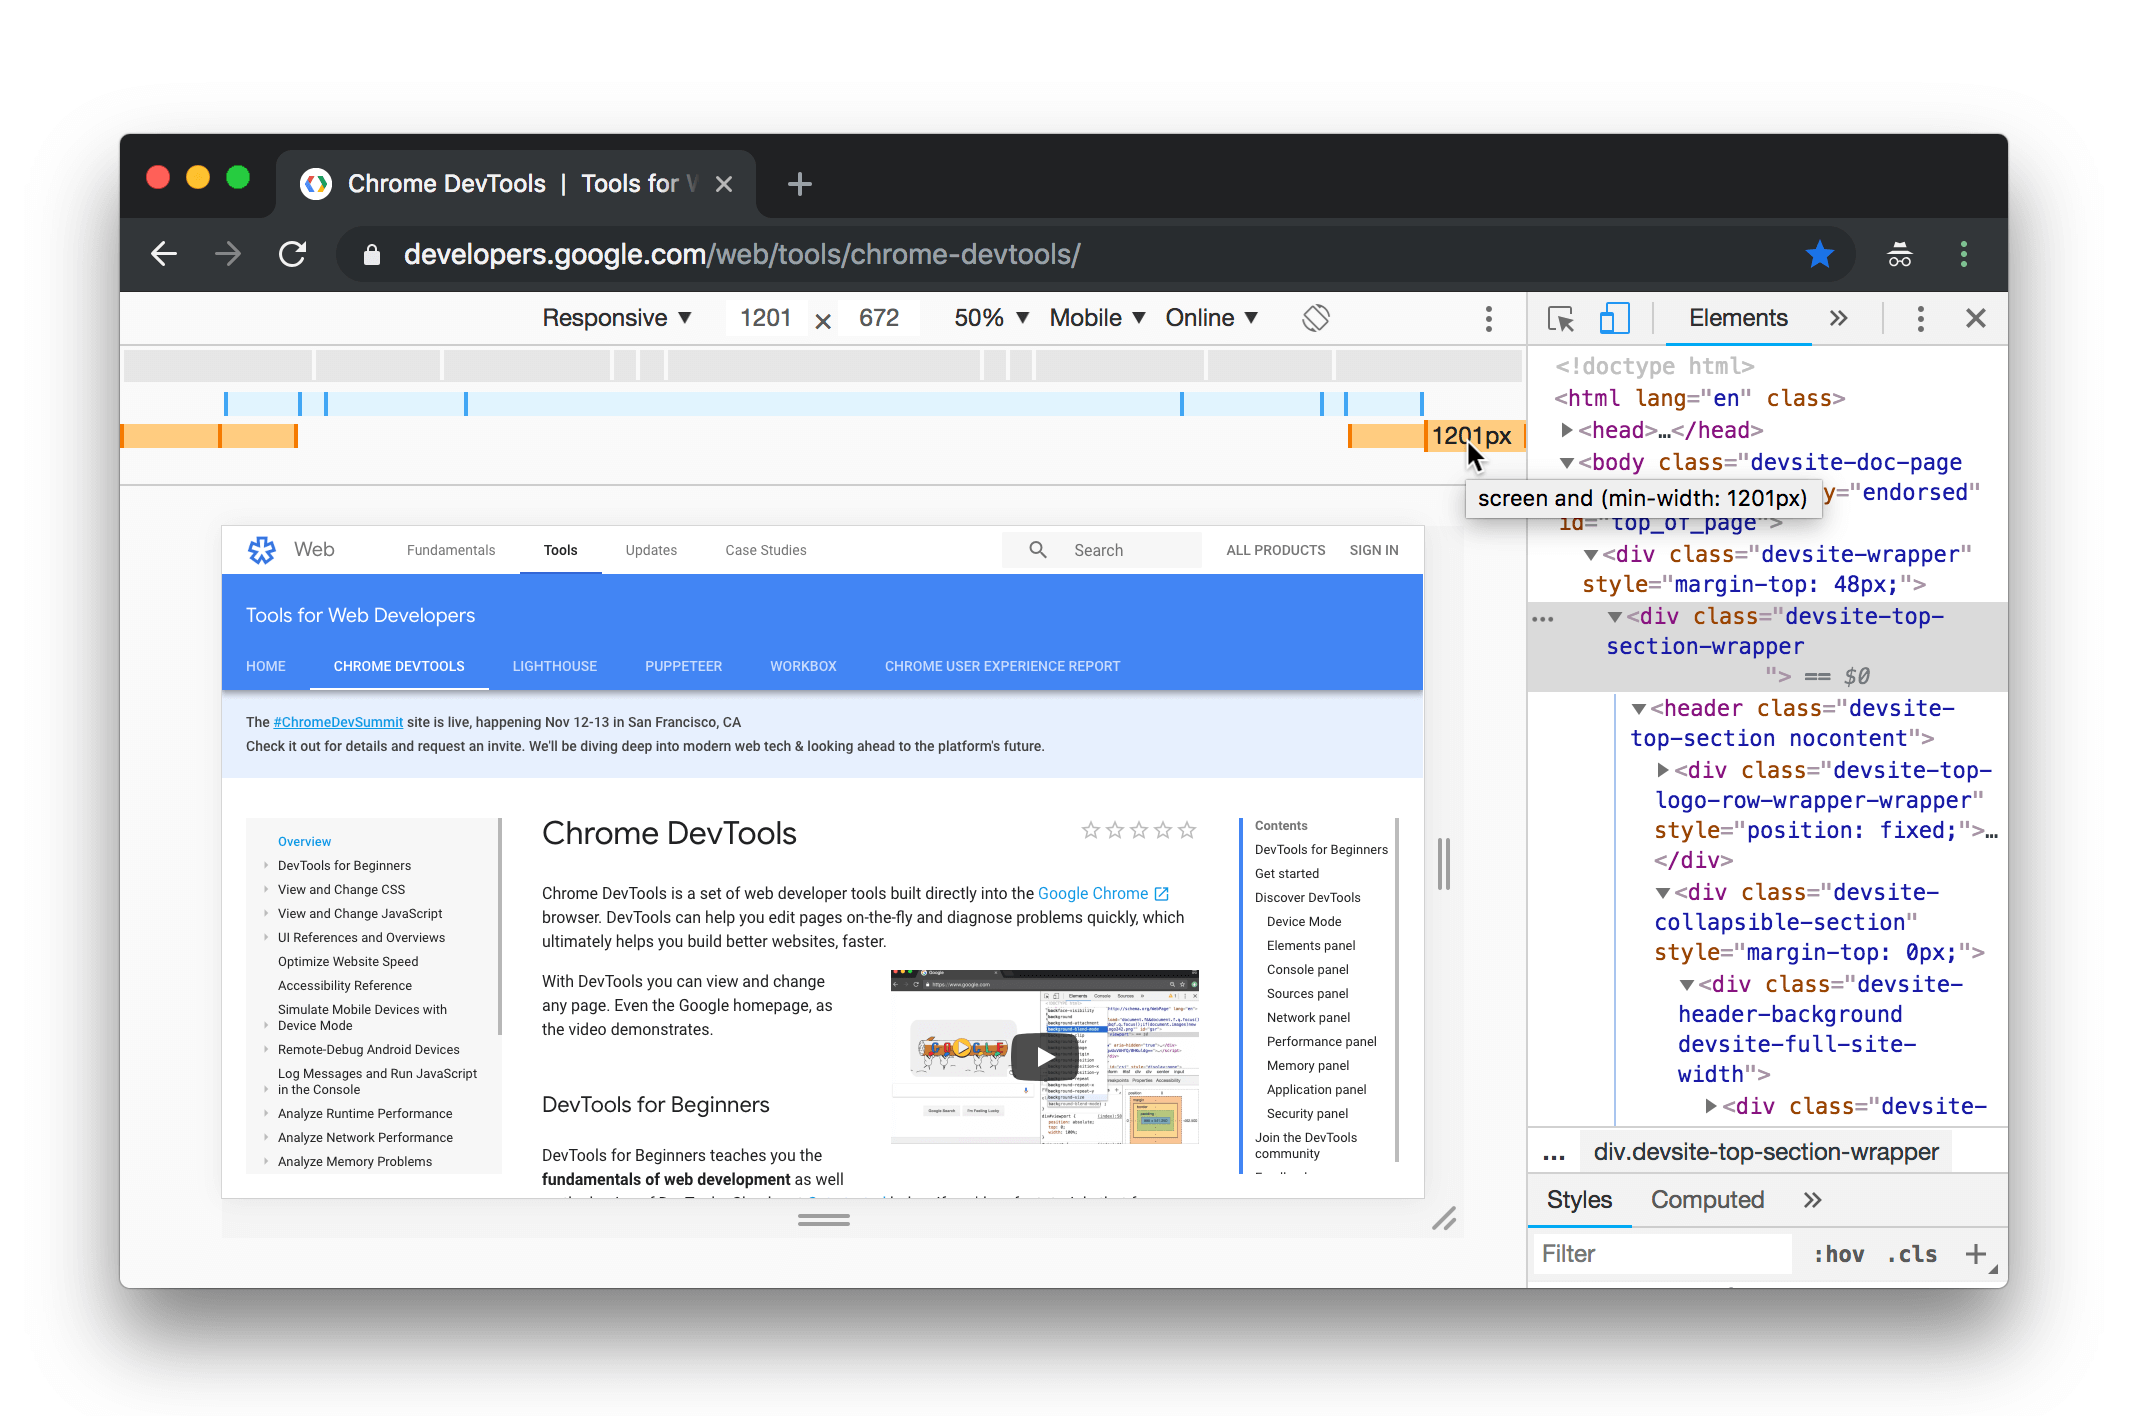 Chrome DevTools | Tools for W
developers.google.com/web/tools/chrome-devtools/
Responsive ▼ 1201 × 672 50% ▼ Mobile ▼ Online ▼
Elements »
1201px
screen and (min-width: 1201px)
<!doctype html>
<html lang="en" class>
▶<head>…</head>
▼<body class="devsite-doc-page
y="endorsed"
id="top_of_page">
▼<div class="devsite-wrapper"
style="margin-top: 48px;">
… ▼<div class="devsite-top-
section-wrapper
"> == $0
▼<header class="devsite-
top-section nocontent">
▶<div class="devsite-top-
logo-row-wrapper-wrapper"
style="position: fixed;">…
</div>
▼<div class="devsite-
collapsible-section"
style="margin-top: 0px;">
▼<div class="devsite-
header-background
devsite-full-site-
width">
▶<div class="devsite-
… div.devsite-top-section-wrapper
Styles Computed »
Filter :hov .cls +
Web Fundamentals Tools Updates Case Studies Search ALL PRODUCTS SIGN IN
Tools for Web Developers
HOME CHROME DEVTOOLS LIGHTHOUSE PUPPETEER WORKBOX CHROME USER EXPERIENCE REPORT
The #ChromeDevSummit site is live, happening Nov 12-13 in San Francisco, CA
Check it out for details and request an invite. We'll be diving deep into modern web tech & looking ahead to the platform's future.
Overview
DevTools for Beginners
View and Change CSS
View and Change JavaScript
UI References and Overviews
Optimize Website Speed
Accessibility Reference
Simulate Mobile Devices with
Device Mode
Remote-Debug Android Devices
Log Messages and Run JavaScript
in the Console
Analyze Runtime Performance
Analyze Network Performance
Analyze Memory Problems
Chrome DevTools
Chrome DevTools is a set of web developer tools built directly into the Google Chrome
browser. DevTools can help you edit pages on-the-fly and diagnose problems quickly, which
ultimately helps you build better websites, faster.
With DevTools you can view and change
any page. Even the Google homepage, as
the video demonstrates.
DevTools for Beginners
DevTools for Beginners teaches you the
fundamentals of web development as well
Contents
DevTools for Beginners
Get started
Discover DevTools
Device Mode
Elements panel
Console panel
Sources panel
Network panel
Performance panel
Memory panel
Application panel
Security panel
Join the DevTools
community